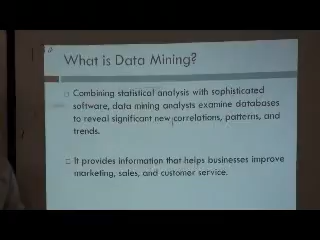 What is Data Mining?
Combining statistical analysis with sophisticated
software, data mining analysts examine databases
to reveal significant new correlations, patterns, and
trends.
It provides information that helps businesses improve
marketing, sales, and customer service.